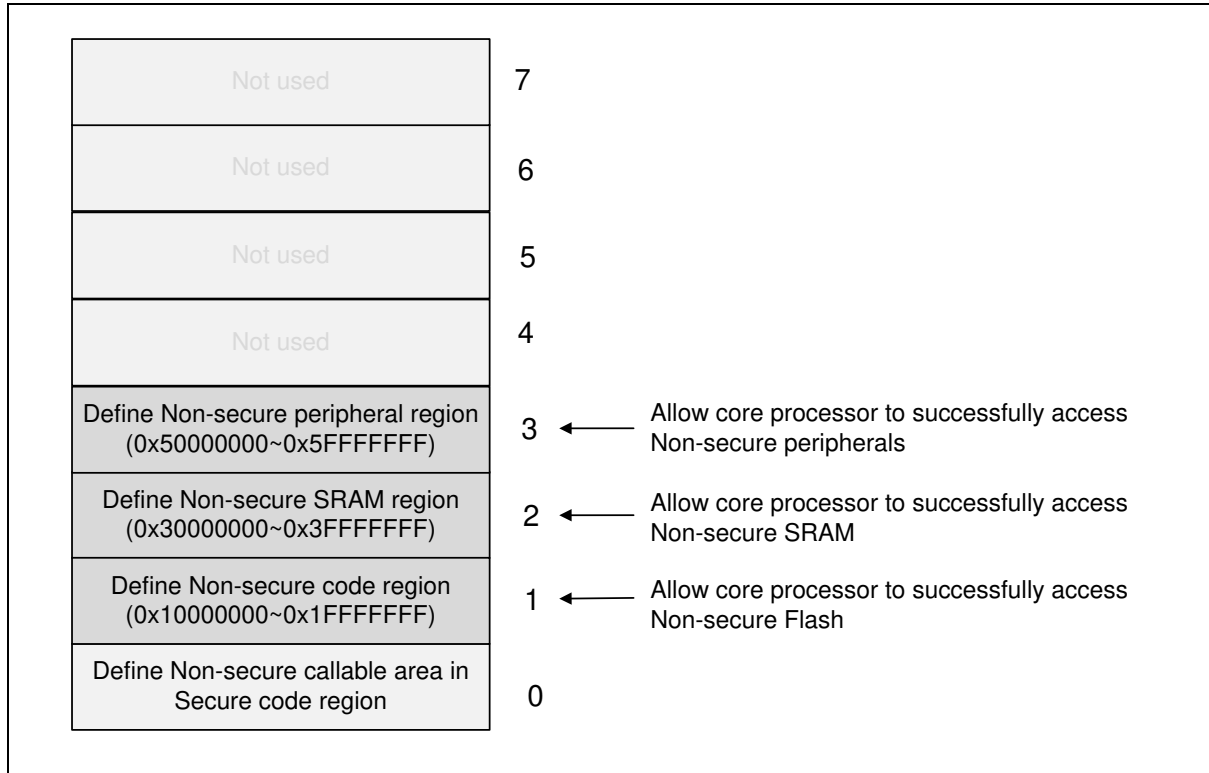 Not used
7
Not used
6
Not used
5
Not used
4
Define Non-secure peripheral region
(0x50000000~0x5FFFFFFF)
3
Allow core processor to successfully access
Non-secure peripherals
Define Non-secure SRAM region
(0x30000000~0x3FFFFFFF)
2
Allow core processor to successfully access
Non-secure SRAM
Define Non-secure code region
(0x10000000~0x1FFFFFFF)
1
Allow core processor to successfully access
Non-secure Flash
Define Non-secure callable area in
Secure code region
0